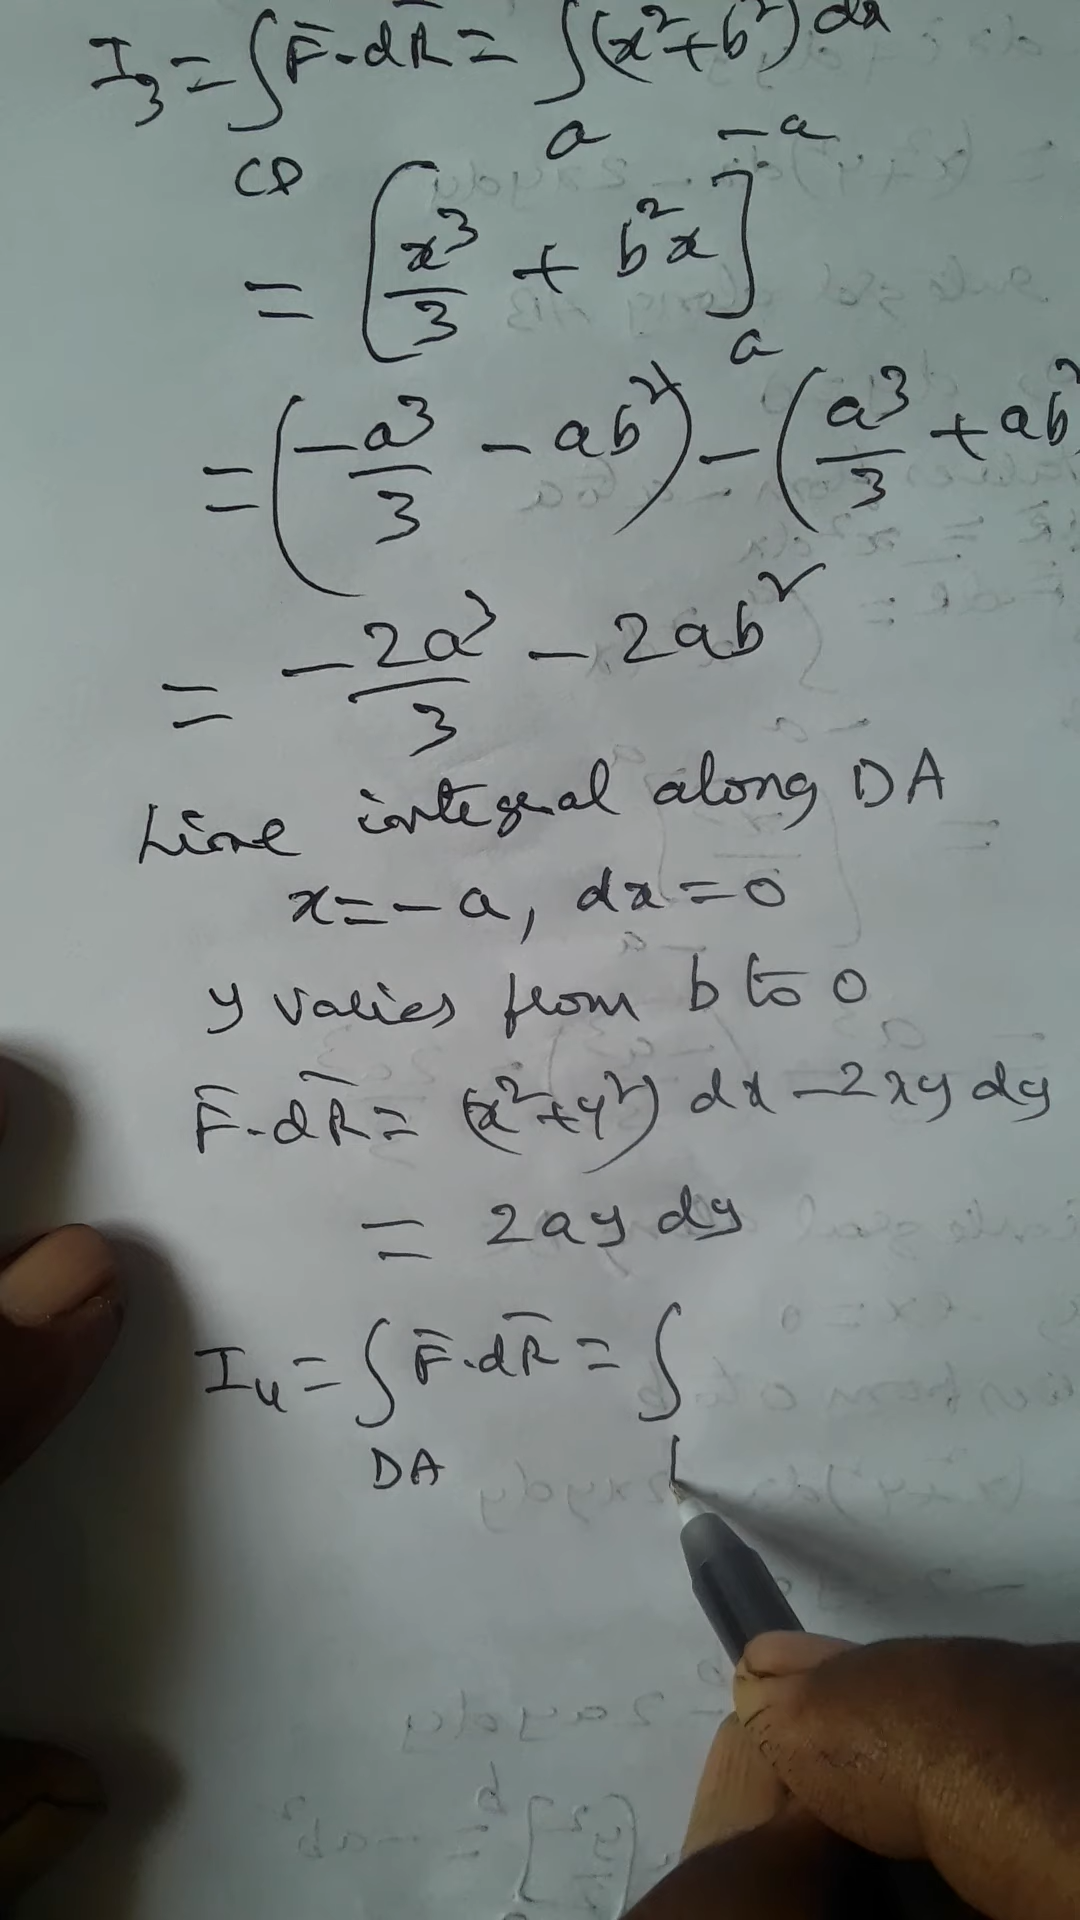 I₃ = ∫ F̄·dR̄ = ∫ (x²+b²) dx
CD a -a
= [x³/3 + b²x]
a
= (-a³/3 - ab²) - (a³/3 + ab²
= -2a³/3 - 2ab²
Line integral along DA
x = -a, dx = 0
y varies from b to 0
F̄·dR̄ = (x²+y²) dx - 2xy dy
= 2ay dy
I₄ = ∫ F̄·dR̄ = ∫
DA